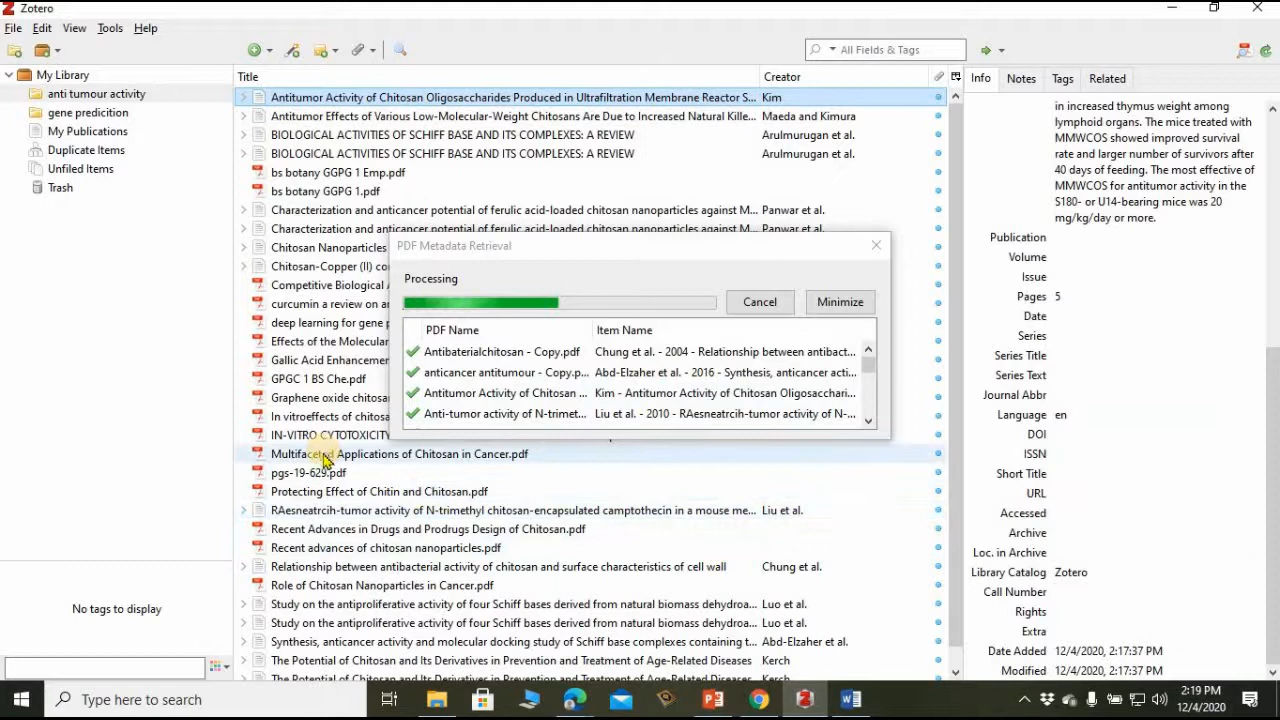 Zotero
File Edit View Tools Help
All Fields & Tags
My Library
anti tumour activity
gene prediction
My Publications
Duplicate Items
Unfiled Items
Trash
No tags to display
Title Creator
Antitumor Activity of Chitosan Oligosaccharides Produced in Ultrafiltration Membrane Reactor S... Kim
Antitumor Effects of Various Low-Molecular-Weight Chitosans Are Due to Increased Natural Kille... Maeda and Kimura
BIOLOGICAL ACTIVITIES OF SCHIFF BASE AND ITS COMPLEXES: A REVIEW Arulmurugan et al.
BIOLOGICAL ACTIVITIES OF SCHIFF BASE AND ITS COMPLEXES: A REVIEW Arulmurugan et al.
bs botany GGPG 1 Emp.pdf
bs botany GGPG 1.pdf
Characterization and anticancer potential of ferulic acid-loaded chitosan nanoparticles against M... Panwar et al.
Characterization and anticancer potential of ferulic acid-loaded chitosan nanoparticles against M... Panwar et al.
Chitosan Nanoparticles
Chitosan-Copper (II) co
Competitive Biological A
curcumin a review on an
deep learning for gene p
Effects of the Molecular
Gallic Acid Enhancemen
GPGC 1 BS Che.pdf
Graphene oxide chitosa
In vitroeffects of chitosa
IN-VITRO CYTOTOXICITY
Multifaceted Applications of Chitosan in Cancer.pdf
pgs-19-629.pdf
Protecting Effect of Chitin and Chitosan.pdf
RAesneatrcih-tumor activity of N-trimethyl chitosan-encapsulated camptothecin in a mouse me... Liu et al.
Recent Advances in Drugs and Prodrugs Design of Chitosan.pdf
Recent advances of chitosan nanoparticles.pdf
Relationship between antibacterial activity of chitosan and surface characteristics of cell wall Chung et al.
Role of Chitosan Nanoparticles in Cancer.pdf
Study on the antiproliferative activity of four Schiff bases derived from natural biomass dehydroa... Luo et al.
Study on the antiproliferative activity of four Schiff bases derived from natural biomass dehydroa... Luo et al.
Synthesis, anticancer activity and molecular docking study of Schiff base complexes containing t... Abd-Elzaher et al.
The Potential of Chitosan and Its Derivatives in Prevention and Treatment of Age-Related Diseases Kerch
The Potential of Chitosan and Its Derivatives in Prevention and Treatment of Age-Related Diseases Kerch
PDF Metadata Retrieval
Processing
Cancel Minimize
PDF Name Item Name
Antibaterialchitosan - Copy.pdf Chung et al. - 2004 - Relationship between antibact...
anticancer antitumour - Copy.p... Abd-Elzaher et al. - 2016 - Synthesis, anticancer acti...
Antitumor Activity of Chitosan ... Kim - Antitumor Activity of Chitosan Oligosacchari...
Anti-tumor activity of N-trimet... Liu et al. - 2010 - RAesneatrcih-tumor activity of N-...
Info Notes Tags Related
in increased thymus weight among
lymphoid organs. The mice treated with
MMWCOS showed improved survival
rate and larger number of survivors after
40 days of feeding. The most effective of
MMWCOS for antitumor activity in the
S180- or U14-bearing mice was 20
mg/kg/day or more.
Publication
Volume
Issue
Pages 5
Date
Series
Series Title
Series Text
Journal Abbr
Language en
DOI
ISSN
Short Title
URL
Accessed
Archive
Loc. in Archive
Library Catalog Zotero
Call Number
Rights
Extra
Date Added 12/4/2020, 2:17:37 PM
Modified 12/4/2020, 2:17:37 PM
Type here to search
2:19 PM
12/4/2020